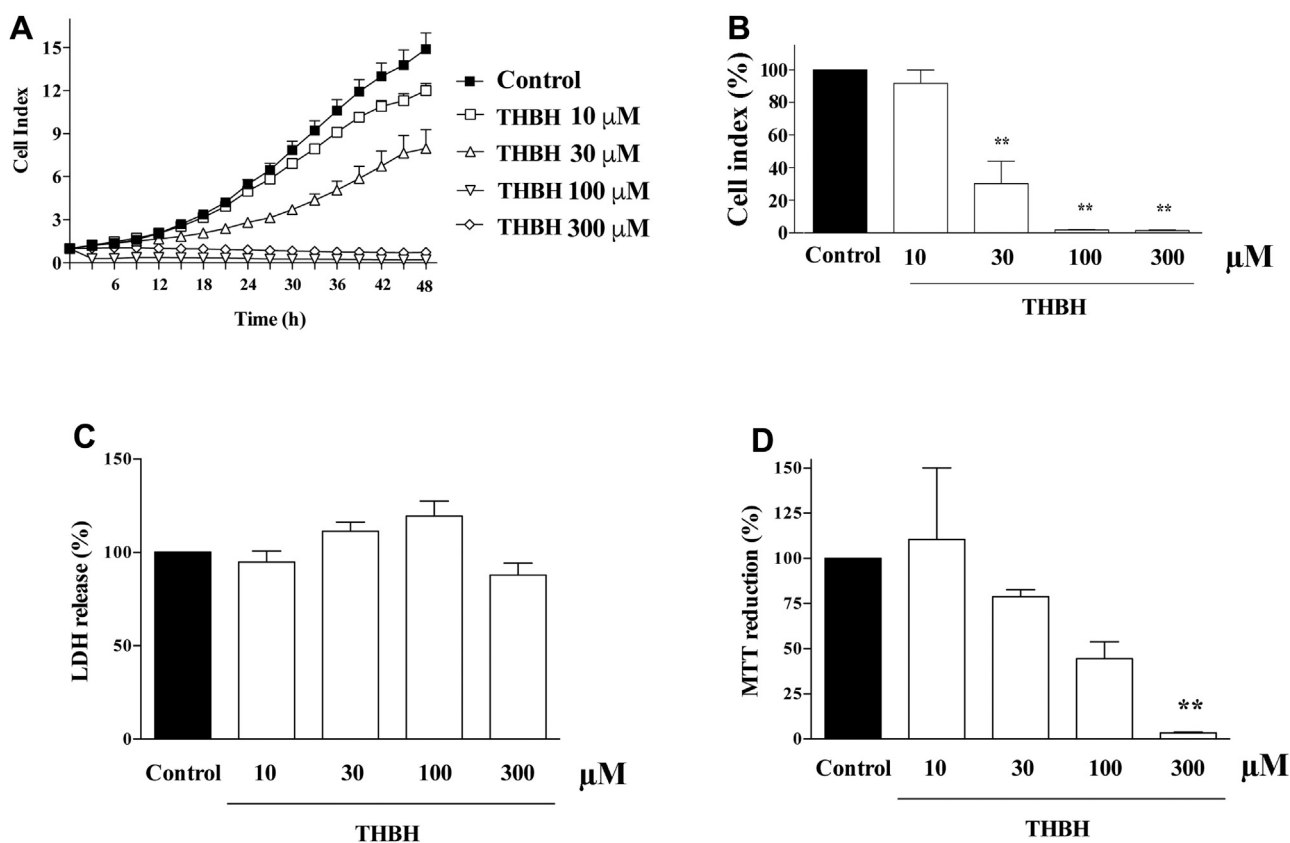 A
Cell Index
15
12
9
6
3
0
6 12 18 24 30 36 42 48
Time (h)
Control
THBH 10 μM
THBH 30 μM
THBH 100 μM
THBH 300 μM
B
Cell index (%)
100
80
60
40
20
0
**
** **
Control 10 30 100 300 μM
THBH
C
LDH release (%)
150
100
50
0
Control 10 30 100 300 μM
THBH
D
MTT reduction (%)
150
125
100
75
50
25
0
**
Control 10 30 100 300 μM
THBH